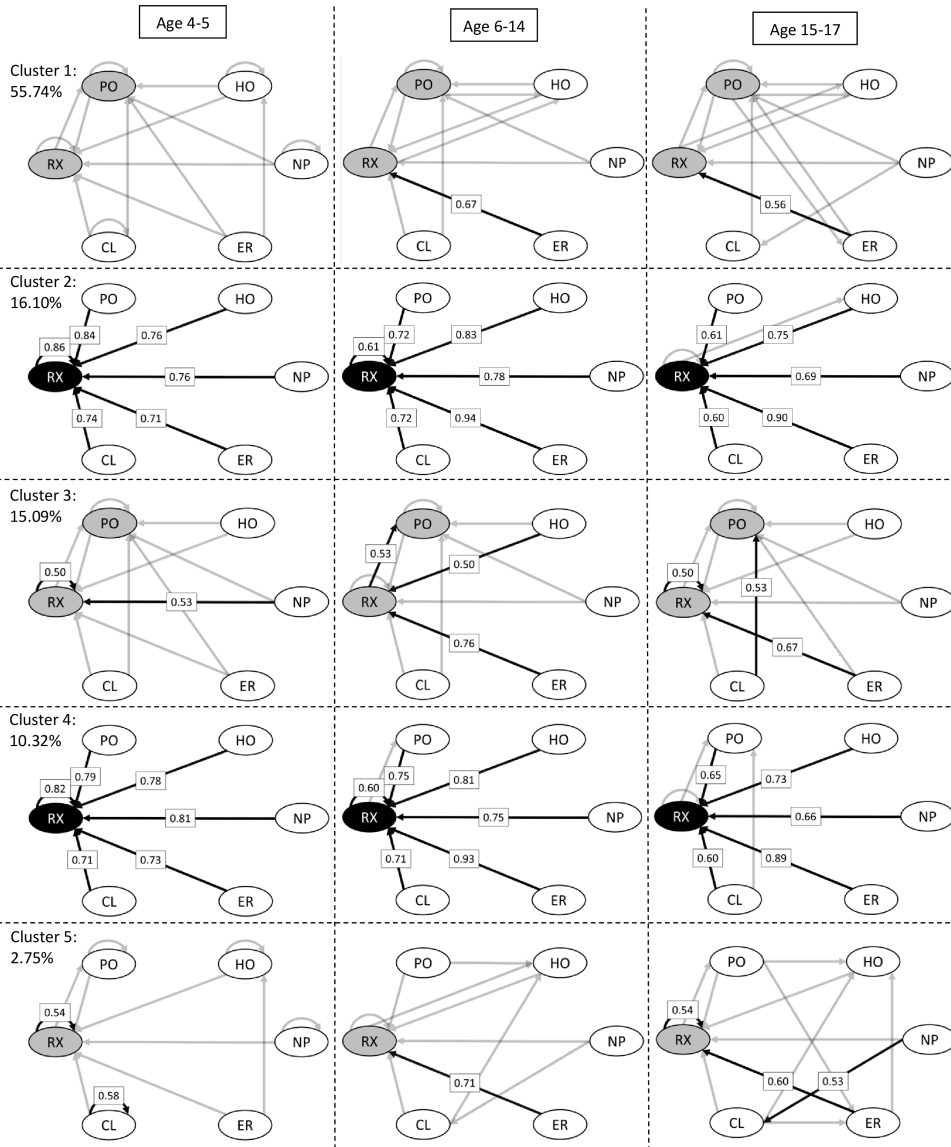 Age 4-5
Age 6-14
Age 15-17
Cluster 1:
55.74%
PO
HO
RX
NP
CL
ER
PO
HO
RX
NP
0.67
CL
ER
PO
HO
RX
NP
0.56
CL
ER
Cluster 2:
16.10%
PO
HO
0.84
0.76
0.86
RX
0.76
NP
0.74
0.71
CL
ER
PO
HO
0.72
0.83
0.61
RX
0.78
NP
0.72
0.94
CL
ER
PO
HO
0.61
0.75
RX
0.69
NP
0.60
0.90
CL
ER
Cluster 3:
15.09%
PO
HO
0.50
RX
0.53
NP
CL
ER
PO
HO
0.53
0.50
RX
NP
0.76
CL
ER
PO
HO
0.50
0.53
RX
NP
0.67
CL
ER
Cluster 4:
10.32%
PO
HO
0.79
0.78
0.82
RX
0.81
NP
0.71
0.73
CL
ER
PO
HO
0.75
0.81
0.60
RX
0.75
NP
0.71
0.93
CL
ER
PO
HO
0.65
0.73
RX
0.66
NP
0.60
0.89
CL
ER
Cluster 5:
2.75%
PO
HO
0.54
RX
NP
0.58
CL
ER
PO
HO
RX
NP
0.71
CL
ER
PO
HO
0.54
RX
NP
0.60
0.53
CL
ER